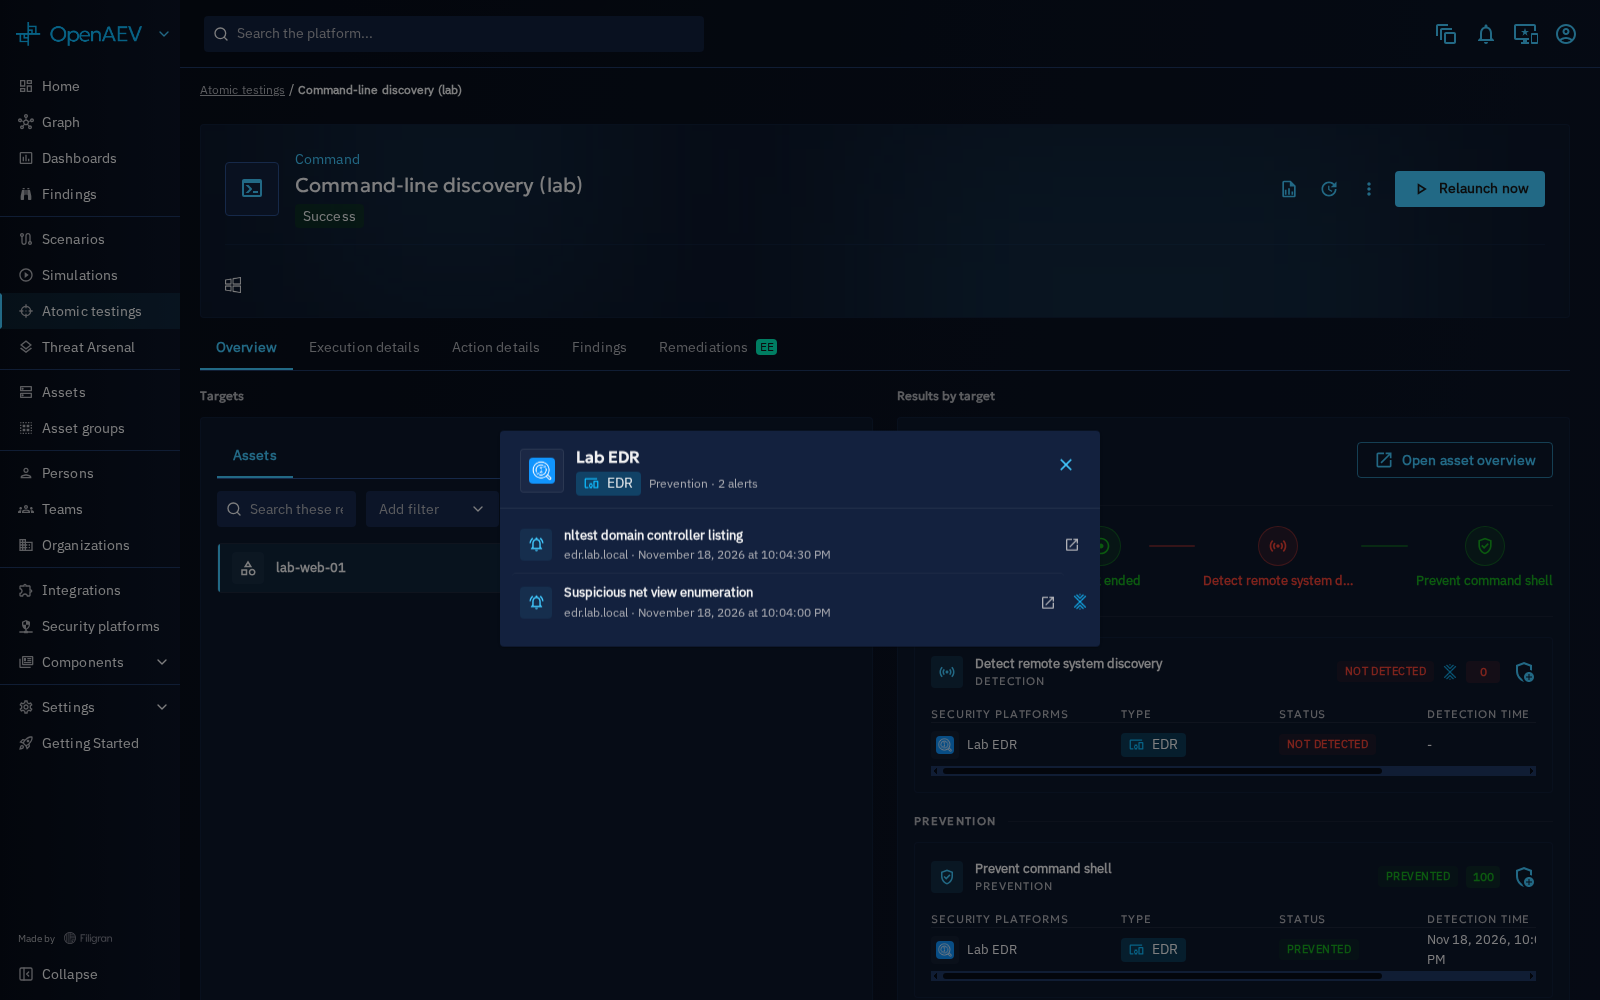 OpenAEV
Search the platform...
Home
Graph
Dashboards
Findings
Scenarios
Simulations
Atomic testings
Threat Arsenal
Assets
Asset groups
Persons
Teams
Organizations
Integrations
Security platforms
Components
Settings
Getting Started
Made by Filigran
Collapse
Atomic testings / Command-line discovery (lab)
Command
Command-line discovery (lab)
Success
Relaunch now
Overview
Execution details
Action details
Findings
Remediations EE
Targets
Assets
Search these re
Add filter
lab-web-01
Results by target
Open asset overview
ended
Detect remote system d...
Prevent command shell
Lab EDR
EDR Prevention · 2 alerts
nltest domain controller listing
edr.lab.local · November 18, 2026 at 10:04:30 PM
Suspicious net view enumeration
edr.lab.local · November 18, 2026 at 10:04:00 PM
Detect remote system discovery
DETECTION
NOT DETECTED 0
SECURITY PLATFORMS TYPE STATUS DETECTION TIME
Lab EDR EDR NOT DETECTED -
PREVENTION
Prevent command shell
PREVENTION
PREVENTED 100
SECURITY PLATFORMS TYPE STATUS DETECTION TIME
Lab EDR EDR PREVENTED Nov 18, 2026, 10:
PM